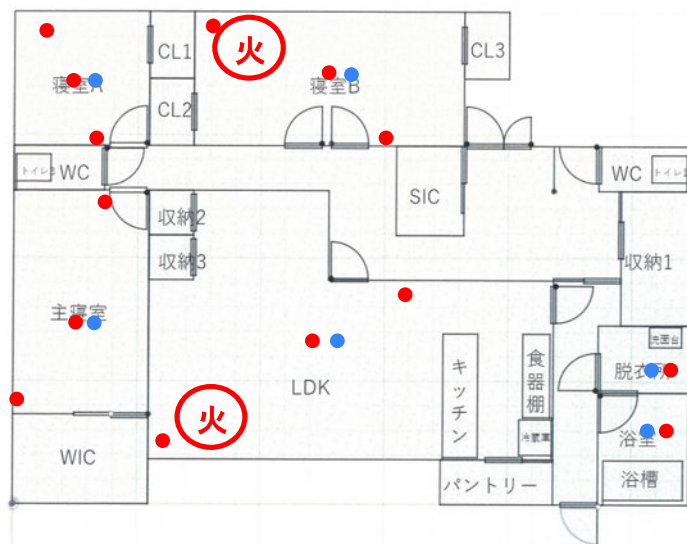 火
CL1
CL3
寝室A
寝室B
CL2
トイレ3
WC
WC
トイレ2
SIC
収納2
収納3
収納1
主寝室
洗面台
脱衣所
LDK
キッチン
食器棚
冷蔵庫
火
浴室
WIC
パントリー
浴槽